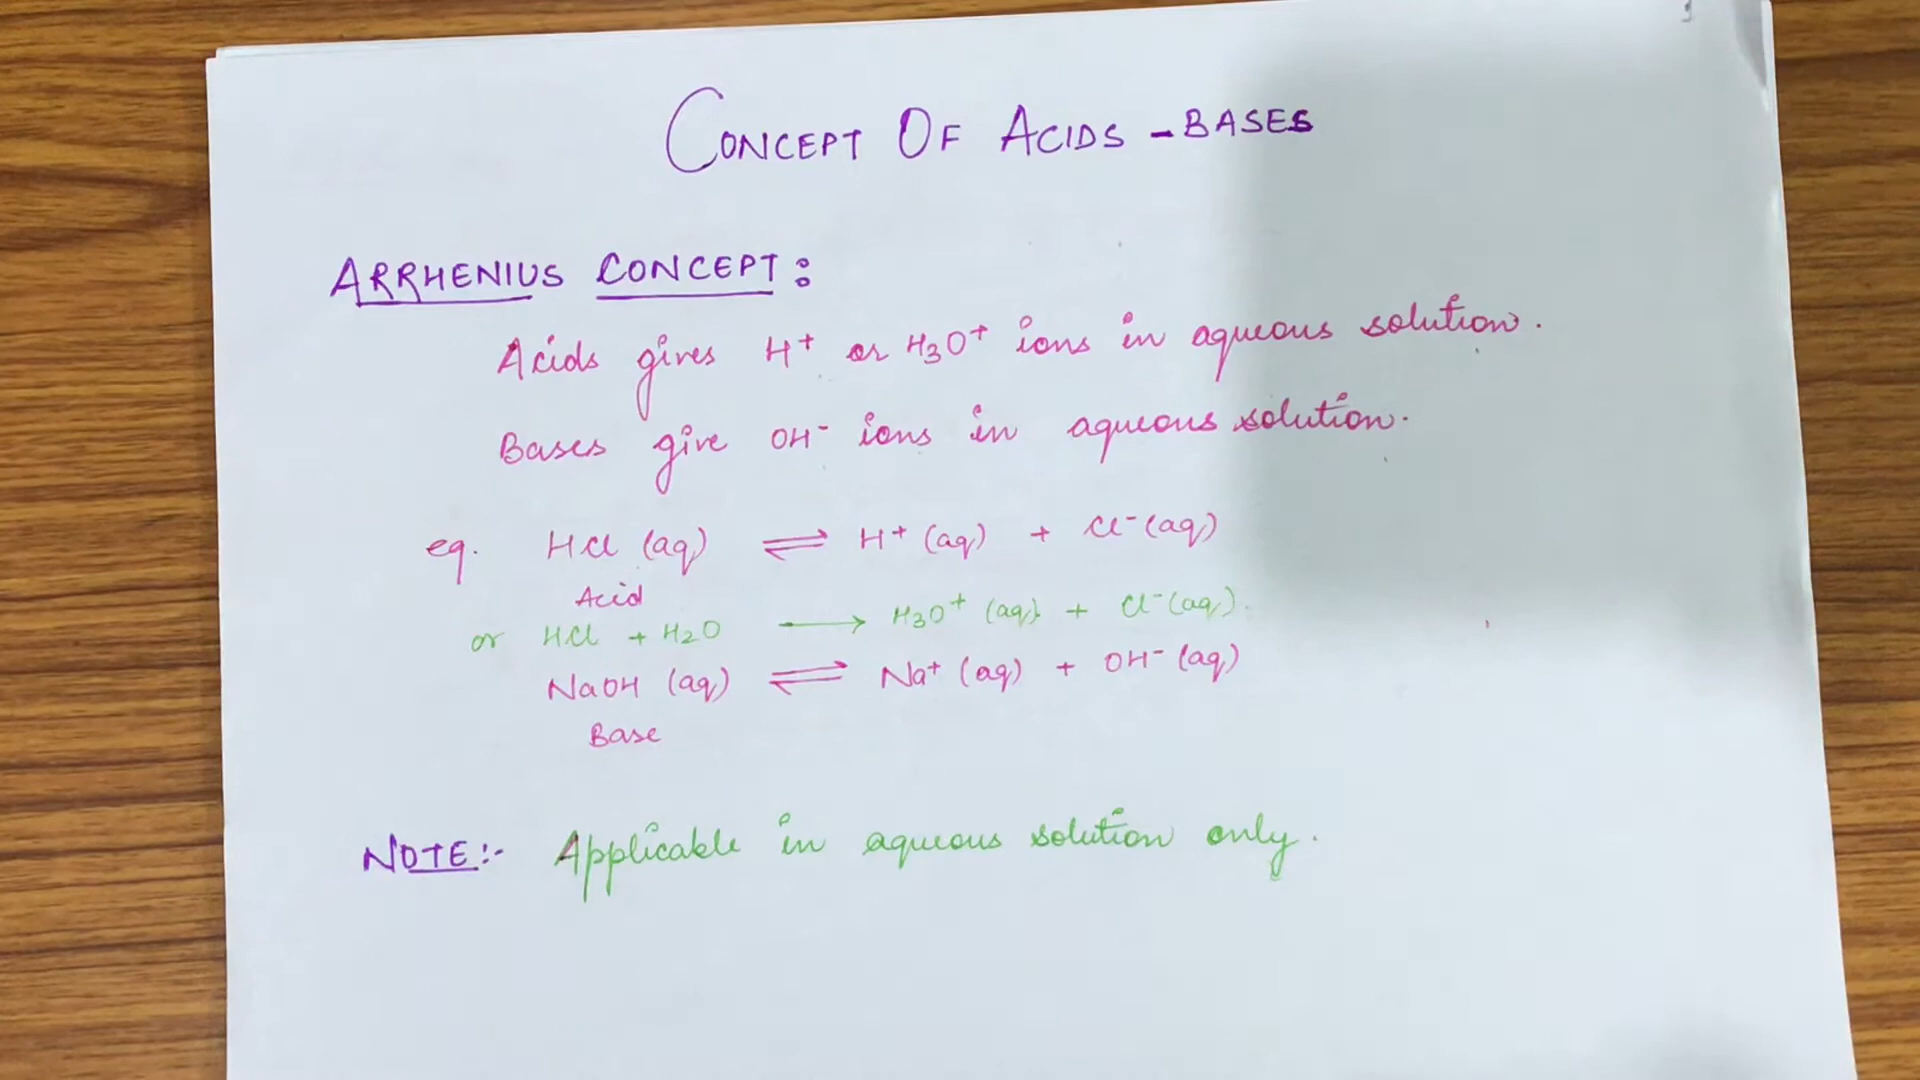 CONCEPT OF ACIDS - BASES
ARRHENIUS CONCEPT:
Acids gives H+ or H3O+ ions in aqueous solution.
Bases give OH- ions in aqueous solution.
eg. HCl (aq) ⇌ H+ (aq) + Cl- (aq)
Acid
or HCl + H2O ⟶ H3O+ (aq) + Cl- (aq).
NaOH (aq) ⇌ Na+ (aq) + OH- (aq)
Base
NOTE:- Applicable in aqueous solution only.